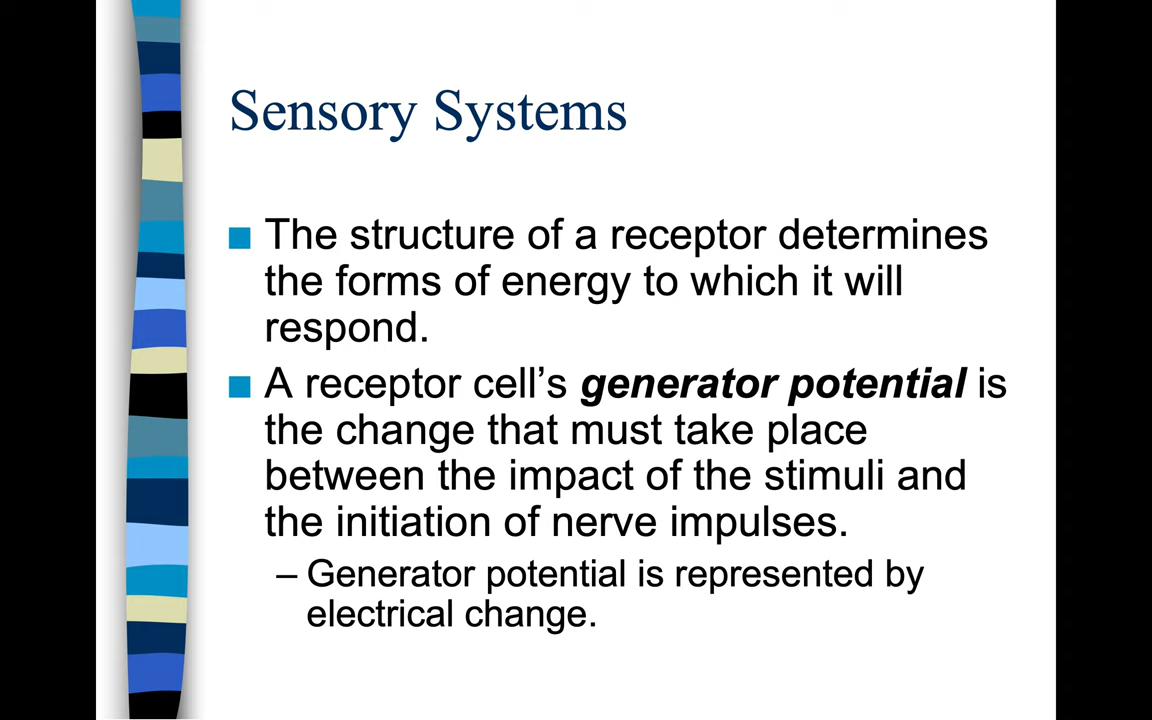 Sensory Systems
■ The structure of a receptor determines
the forms of energy to which it will
respond.
■ A receptor cell’s generator potential is
the change that must take place
between the impact of the stimuli and
the initiation of nerve impulses.
– Generator potential is represented by
electrical change.